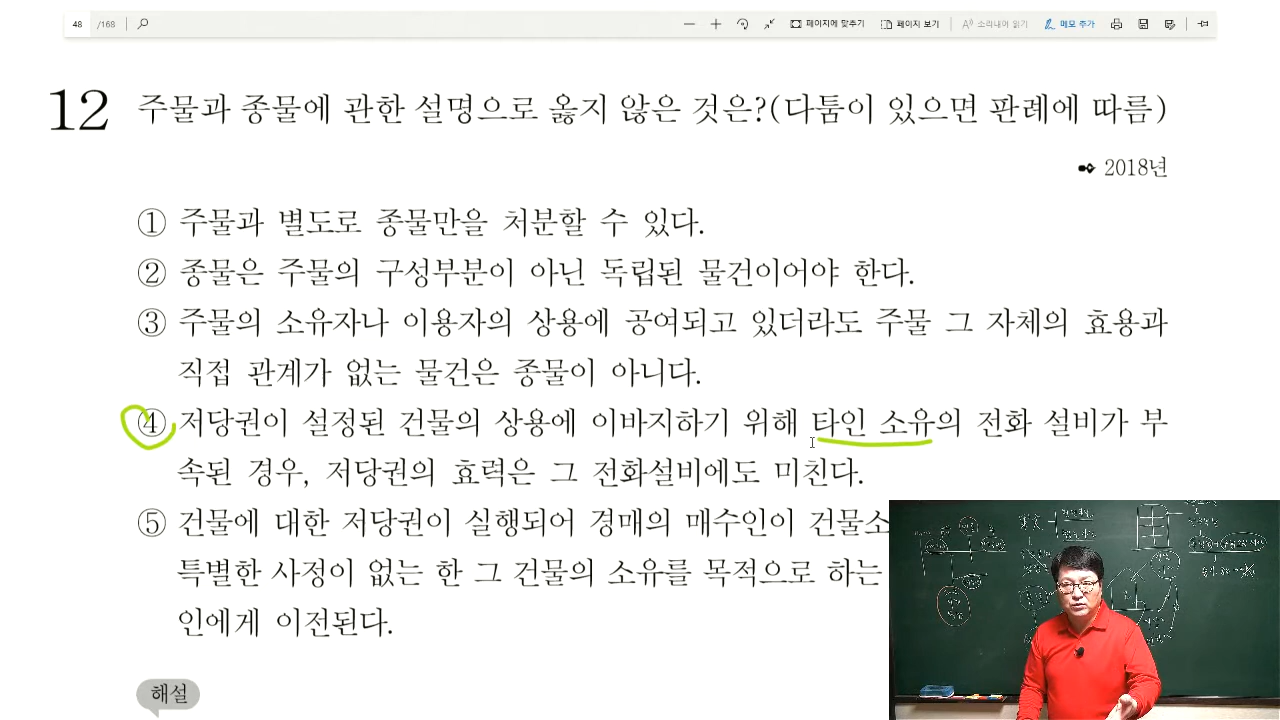 48 /168 페이지에 맞추기 페이지 보기 소리내어 읽기 메모 추가
12 주물과 종물에 관한 설명으로 옳지 않은 것은?(다툼이 있으면 판례에 따름)
2018년
① 주물과 별도로 종물만을 처분할 수 있다.
② 종물은 주물의 구성부분이 아닌 독립된 물건이어야 한다.
③ 주물의 소유자나 이용자의 상용에 공여되고 있더라도 주물 그 자체의 효용과
직접 관계가 없는 물건은 종물이 아니다.
④ 저당권이 설정된 건물의 상용에 이바지하기 위해 타인 소유의 전화 설비가 부
속된 경우, 저당권의 효력은 그 전화설비에도 미친다.
⑤ 건물에 대한 저당권이 실행되어 경매의 매수인이 건물소
특별한 사정이 없는 한 그 건물의 소유를 목적으로 하는
인에게 이전된다.
해설